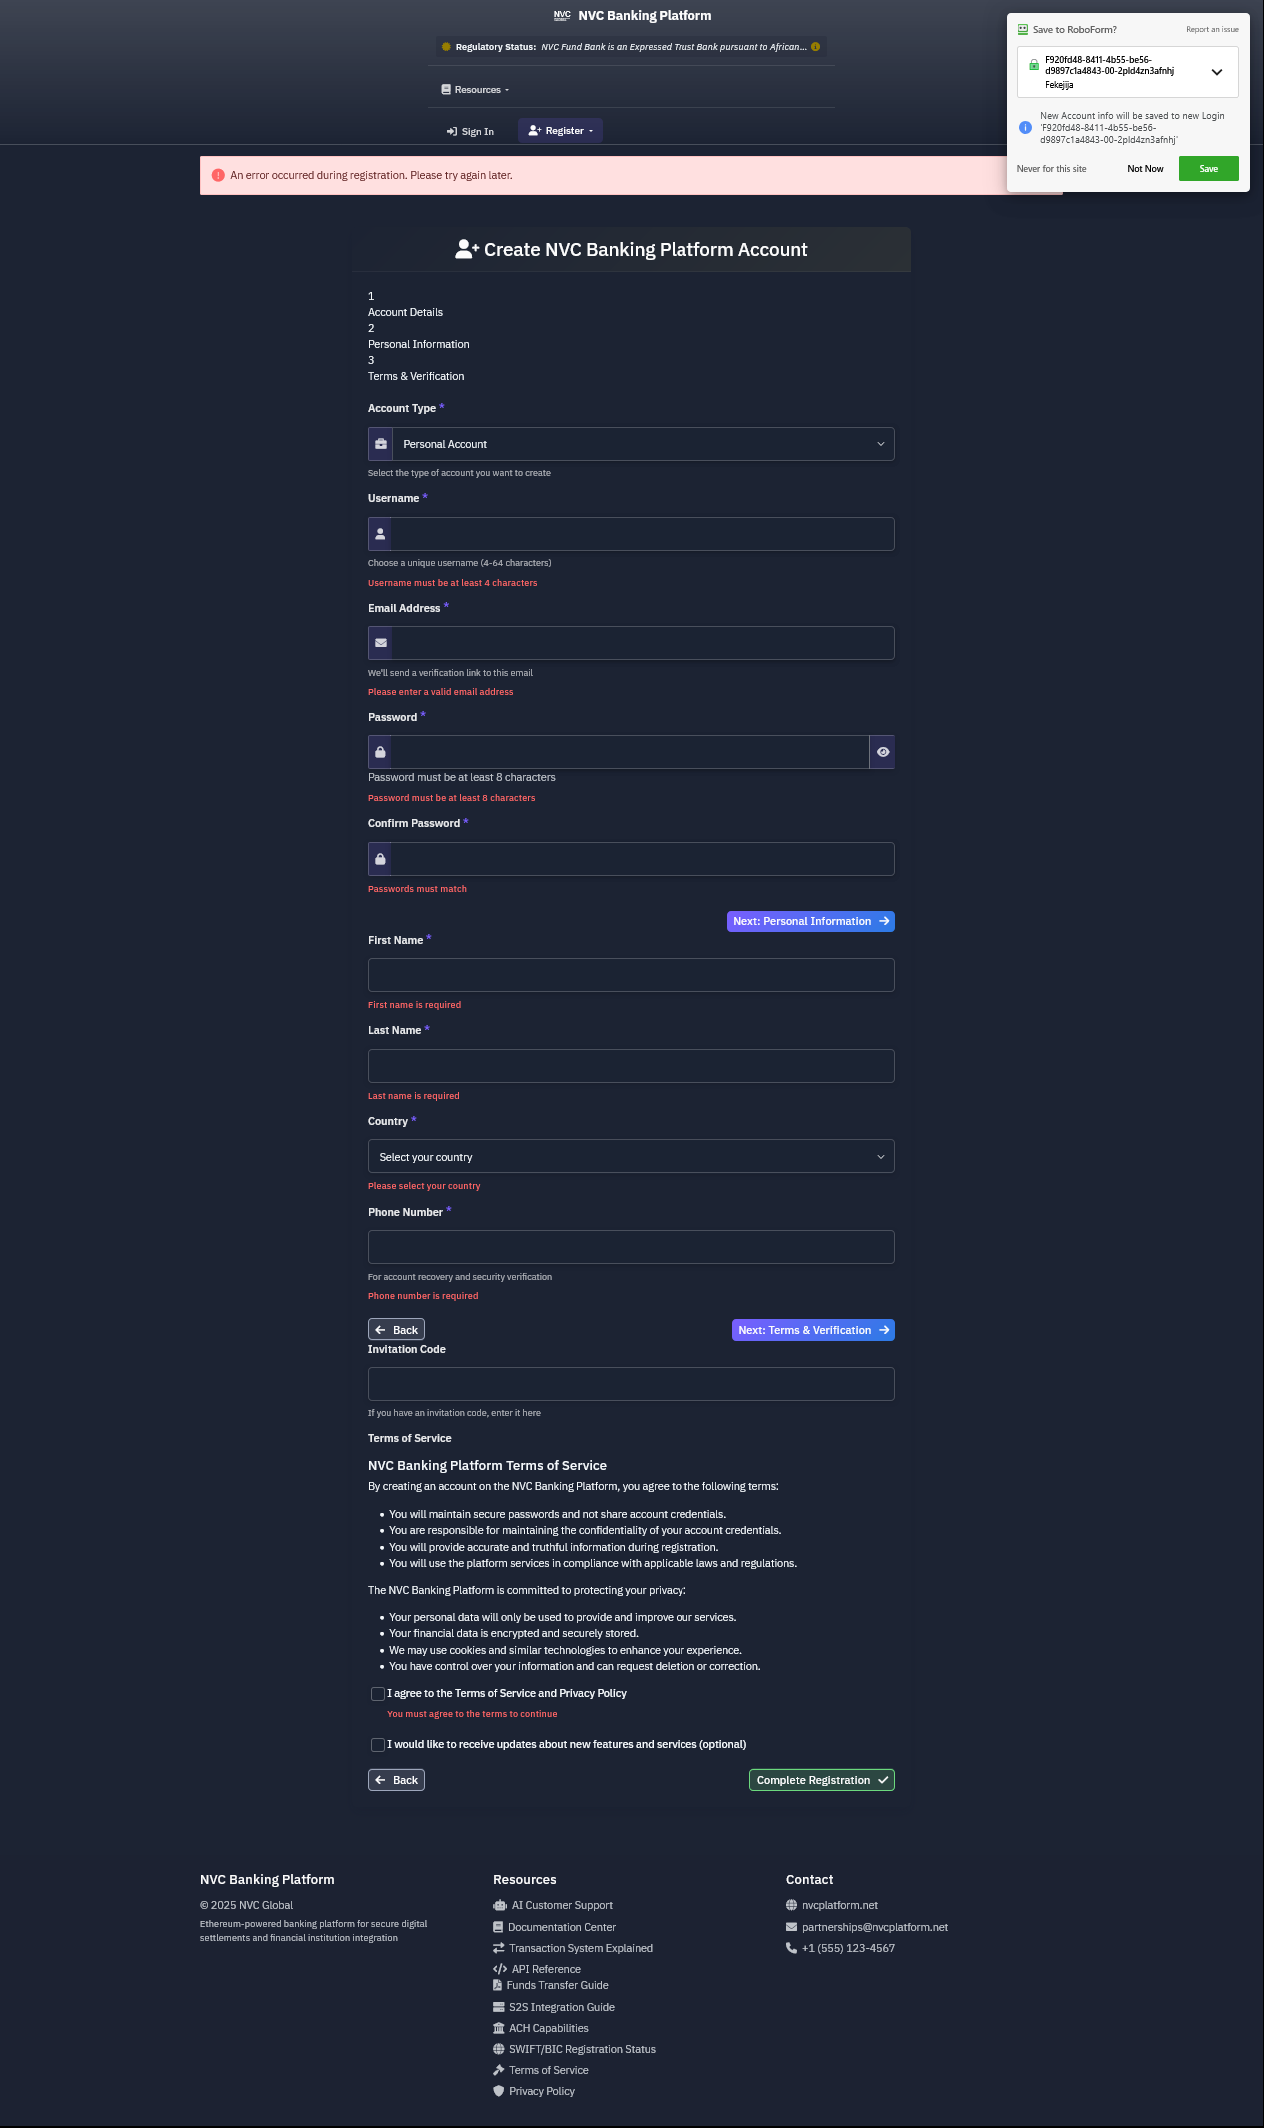 NVC NVC Banking Platform
Regulatory Status: NVC Fund Bank is an Expressed Trust Bank pursuant to African...
Resources
Sign In
Register
Save to RoboForm?
Report an issue
F920fd48-8411-4b55-be56-
d9897c1a4843-00-2pld4zn3afnhj
Fekejija
New Account info will be saved to new Login
'F920fd48-8411-4b55-be56-
d9897c1a4843-00-2pld4zn3afnhj'
Never for this site
Not Now
Save
An error occurred during registration. Please try again later.
Create NVC Banking Platform Account
1
Account Details
2
Personal Information
3
Terms & Verification
Account Type *
Personal Account
Select the type of account you want to create
Username *
Choose a unique username (4-64 characters)
Username must be at least 4 characters
Email Address *
We'll send a verification link to this email
Please enter a valid email address
Password *
Password must be at least 8 characters
Password must be at least 8 characters
Confirm Password *
Passwords must match
Next: Personal Information
First Name *
First name is required
Last Name *
Last name is required
Country *
Select your country
Please select your country
Phone Number *
For account recovery and security verification
Phone number is required
Back
Next: Terms & Verification
Invitation Code
If you have an invitation code, enter it here
Terms of Service
NVC Banking Platform Terms of Service
By creating an account on the NVC Banking Platform, you agree to the following terms:
• You will maintain secure passwords and not share account credentials.
• You are responsible for maintaining the confidentiality of your account credentials.
• You will provide accurate and truthful information during registration.
• You will use the platform services in compliance with applicable laws and regulations.
The NVC Banking Platform is committed to protecting your privacy:
• Your personal data will only be used to provide and improve our services.
• Your financial data is encrypted and securely stored.
• We may use cookies and similar technologies to enhance your experience.
• You have control over your information and can request deletion or correction.
I agree to the Terms of Service and Privacy Policy
You must agree to the terms to continue
I would like to receive updates about new features and services (optional)
Back
Complete Registration
NVC Banking Platform
© 2025 NVC Global
Ethereum-powered banking platform for secure digital
settlements and financial institution integration
Resources
AI Customer Support
Documentation Center
Transaction System Explained
API Reference
Funds Transfer Guide
S2S Integration Guide
ACH Capabilities
SWIFT/BIC Registration Status
Terms of Service
Privacy Policy
Contact
nvcplatform.net
partnerships@nvcplatform.net
+1 (555) 123-4567